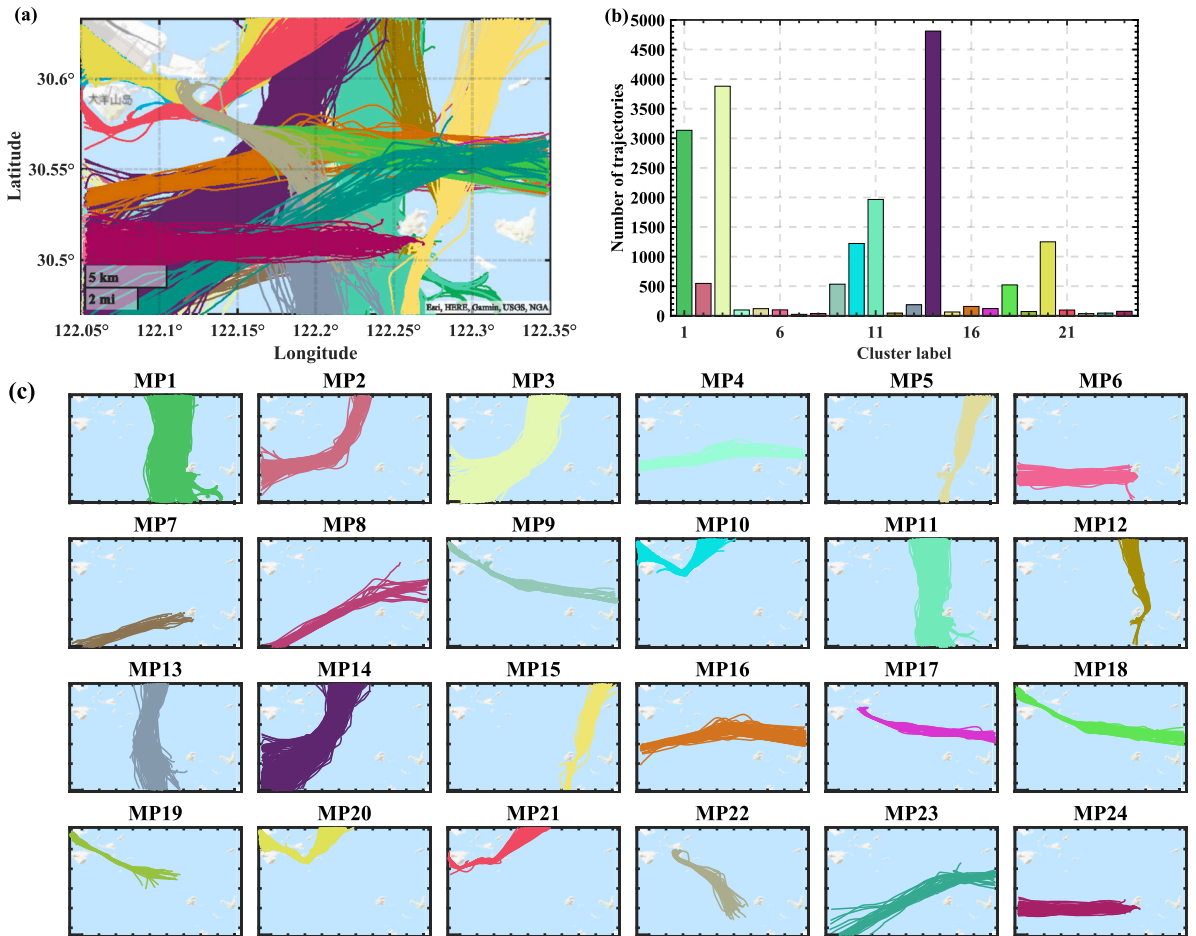 (a)
Latitude
30.6°
30.55°
30.5°
大洋山岛
5 km
2 mi
Esri, HERE, Garmin, USGS, NGA
122.05° 122.1° 122.15° 122.2° 122.25° 122.3° 122.35°
Longitude
(b)
Number of trajectories
5000
4500
4000
3500
3000
2500
2000
1500
1000
500
0
1 6 11 16 21
Cluster label
(c)
MP1 MP2 MP3 MP4 MP5 MP6
MP7 MP8 MP9 MP10 MP11 MP12
MP13 MP14 MP15 MP16 MP17 MP18
MP19 MP20 MP21 MP22 MP23 MP24